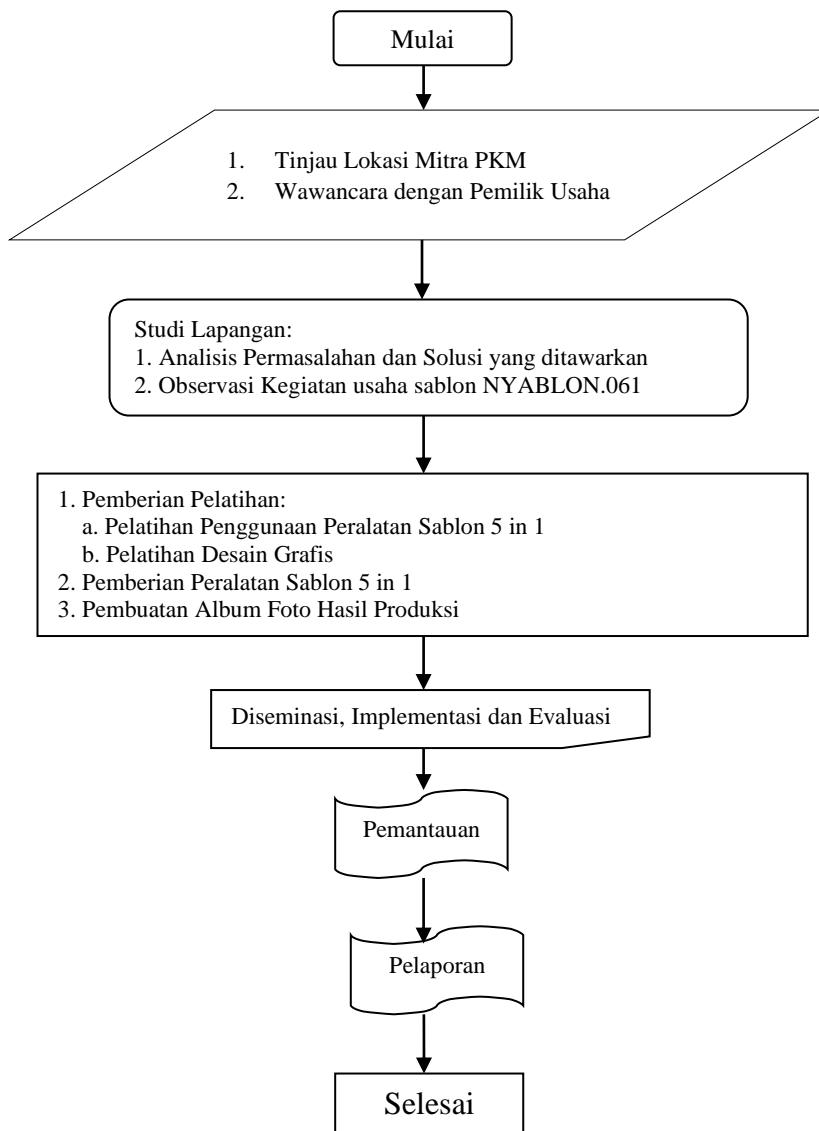 Mulai
1. Tinjau Lokasi Mitra PKM
2. Wawancara dengan Pemilik Usaha
Studi Lapangan:
1. Analisis Permasalahan dan Solusi yang ditawarkan
2. Observasi Kegiatan usaha sablon NYABLON.061
1. Pemberian Pelatihan:
a. Pelatihan Penggunaan Peralatan Sablon 5 in 1
b. Pelatihan Desain Grafis
2. Pemberian Peralatan Sablon 5 in 1
3. Pembuatan Album Foto Hasil Produksi
Diseminasi, Implementasi dan Evaluasi
Pemantauan
Pelaporan
Selesai